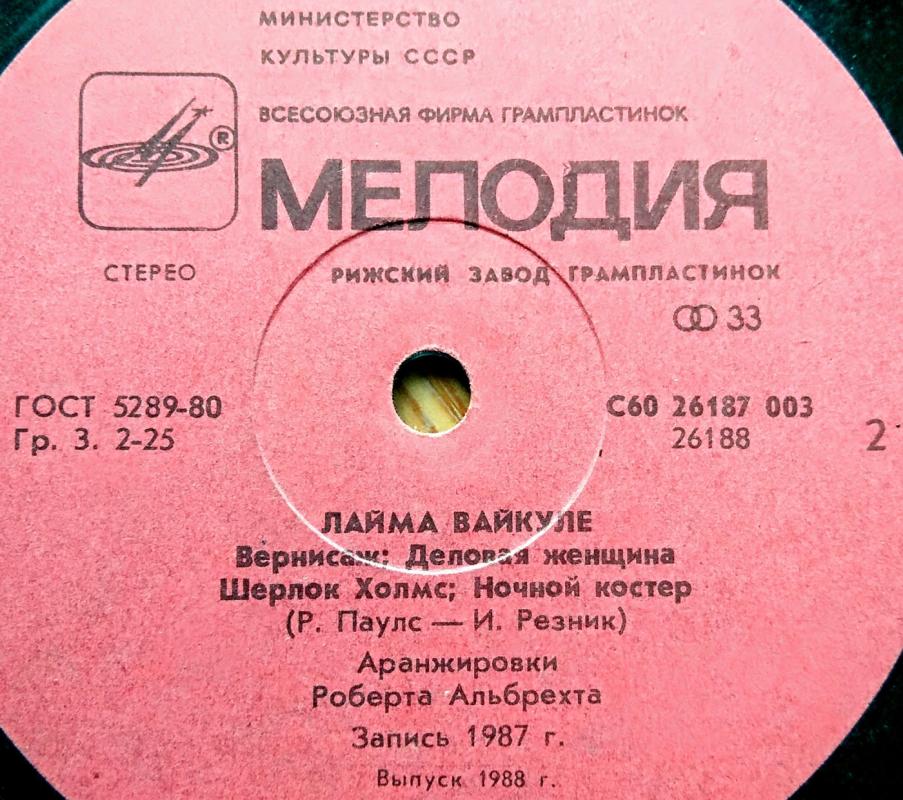 МИНИСТЕРСТВО
КУЛЬТУРЫ СССР
ВСЕСОЮЗНАЯ ФИРМА ГРАМПЛАСТИНОК
®
МЕЛОДИЯ
СТЕРЕО
РИЖСКИЙ ЗАВОД ГРАМПЛАСТИНОК
33
ГОСТ 5289-80
Гр. 3. 2-25
С60 26187 003
26188
2
ЛАЙМА ВАЙКУЛЕ
Вернисаж; Деловая женщина
Шерлок Холмс; Ночной костер
(Р. Паулс — И. Резник)
Аранжировки
Роберта Альбрехта
Запись 1987 г.
Выпуск 1988 г.